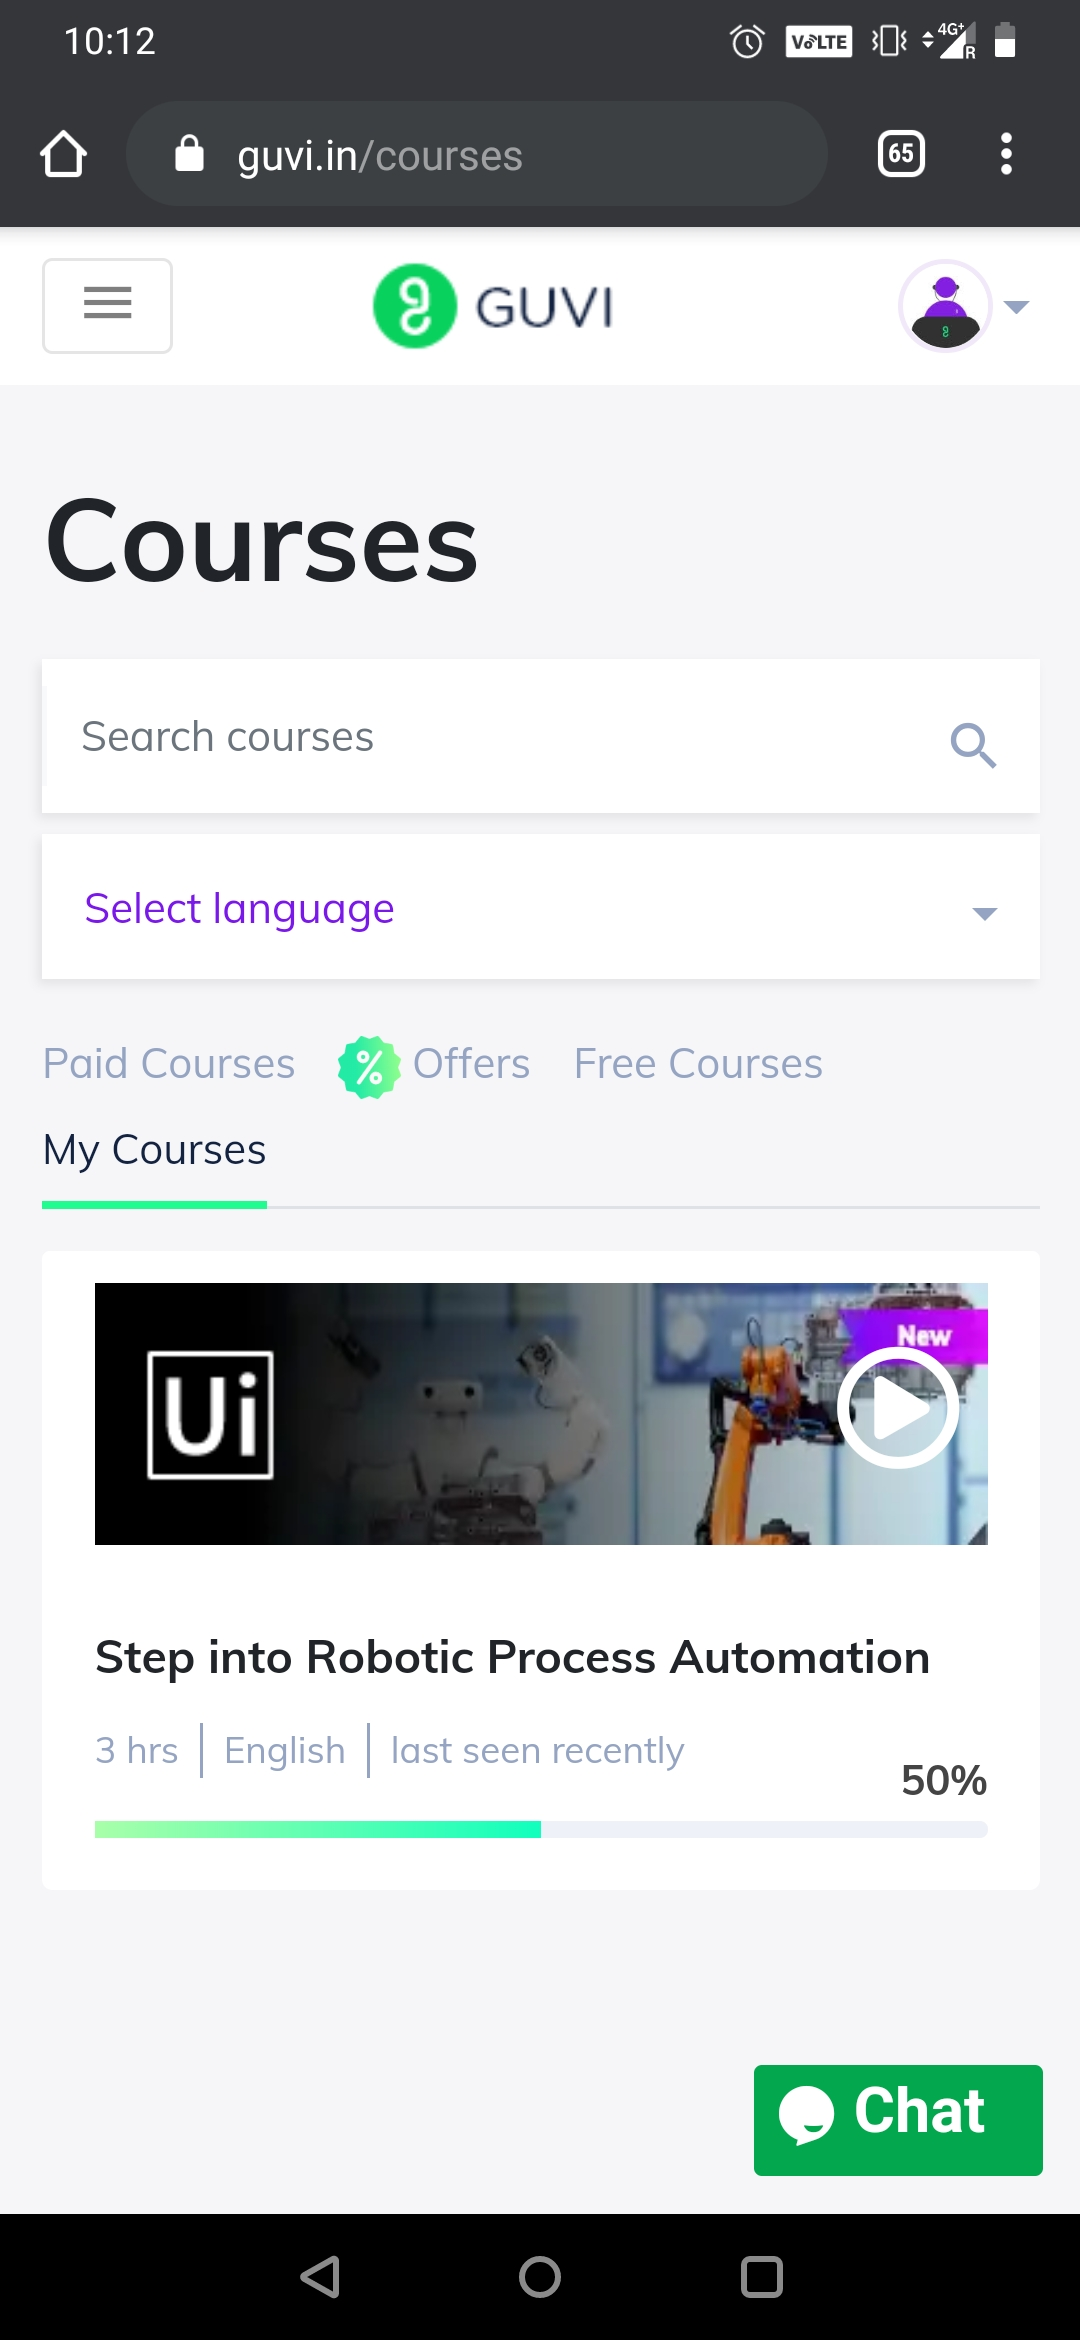 10:12
VoLTE
4G+
R
guvi.in/courses
65
GUVI
Courses
Search courses
Select language
Paid Courses
% Offers
Free Courses
My Courses
Ui
New
Step into Robotic Process Automation
3 hrs
English
last seen recently
50%
Chat